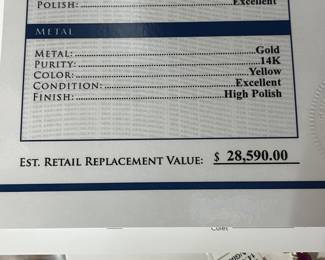 POLISH: Excellent
METAL
METAL: Gold
PURITY: 14K
COLOR: Yellow
CONDITION: Excellent
FINISH: High Polish
EST. RETAIL REPLACEMENT VALUE: $ 28,590.00
Culet